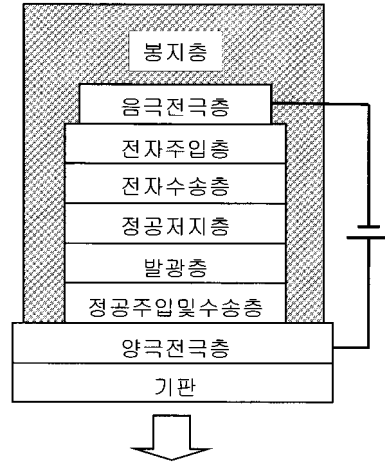 봉지층
음극전극층
전자주입층
전자수송층
정공저지층
발광층
정공주입및수송층
양극전극층
기판